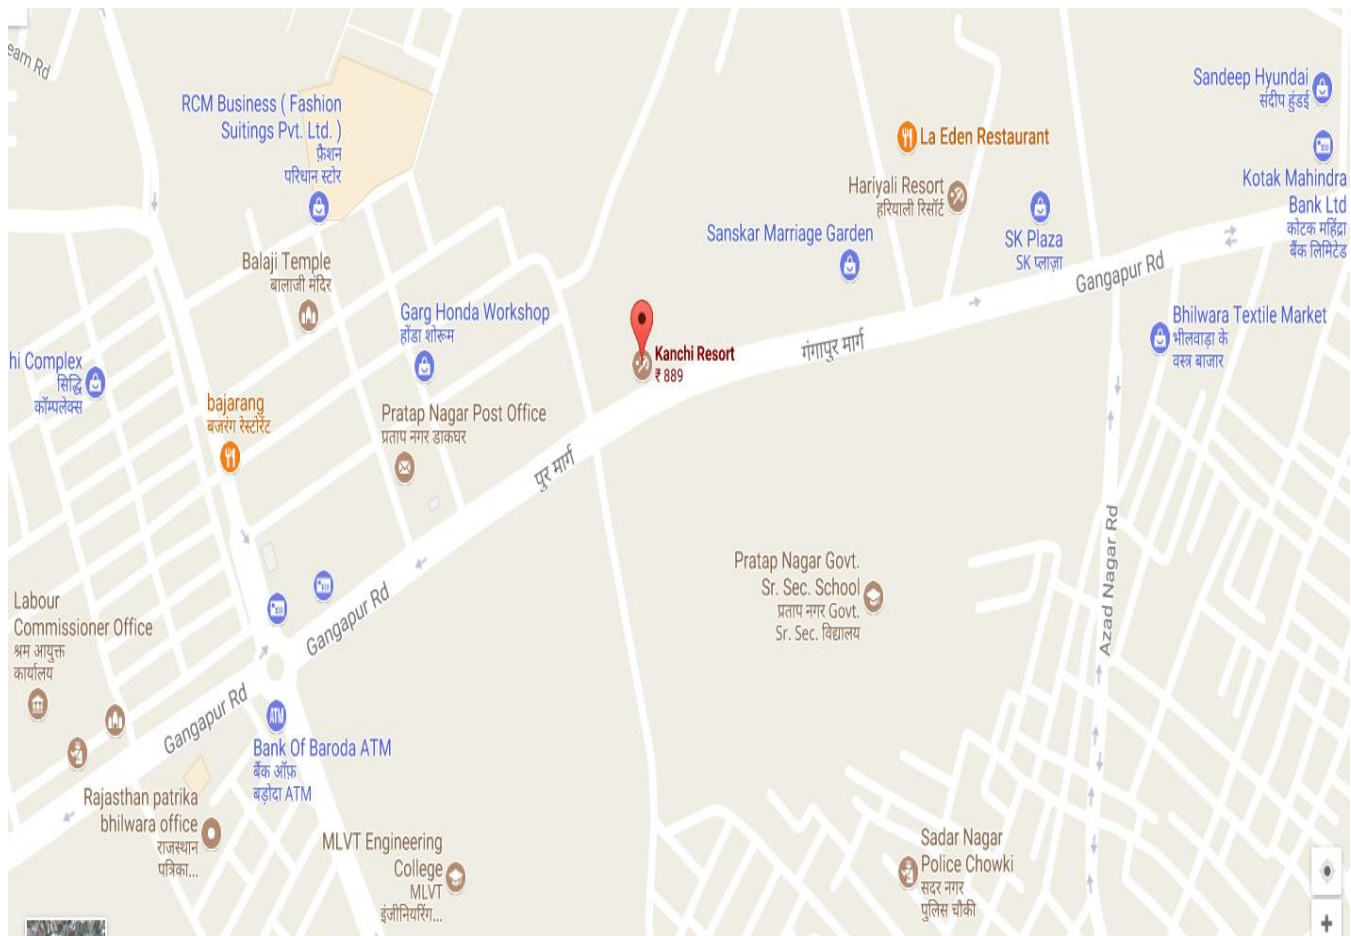 eam Rd
RCM Business ( Fashion
Suitings Pvt. Ltd. )
फ़ैशन
परिधान स्टोर
Sandeep Hyundai
संदीप हुंडई
La Eden Restaurant
Kotak Mahindra
Bank Ltd
कोटक महिंद्रा
बैंक लिमिटेड
Hariyali Resort
हरियाली रिसॉर्ट
Sanskar Marriage Garden
SK Plaza
SK प्लाज़ा
Gangapur Rd
Balaji Temple
बालाजी मंदिर
Garg Honda Workshop
होंडा शोरूम
Bhilwara Textile Market
भीलवाड़ा के
वस्त्र बाजार
Kanchi Resort
₹ 889
गंगापुर मार्ग
hi Complex
सिद्धि
कॉम्पलेक्स
bajarang
बजरंग रेस्टोरेंट
Pratap Nagar Post Office
प्रताप नगर डाकघर
पुर मार्ग
Azad Nagar Rd
Pratap Nagar Govt.
Sr. Sec. School
प्रताप नगर Govt.
Sr. Sec. विद्यालय
Labour
Commissioner Office
श्रम आयुक्त
कार्यालय
Gangapur Rd
Gangapur Rd
ATM
Bank Of Baroda ATM
बैंक ऑफ़
बड़ोदा ATM
Rajasthan patrika
bhilwara office
राजस्थान
पत्रिका...
MLVT Engineering
College
MLVT
इंजीनियरिंग...
Sadar Nagar
Police Chowki
सदर नगर
पुलिस चौकी
+